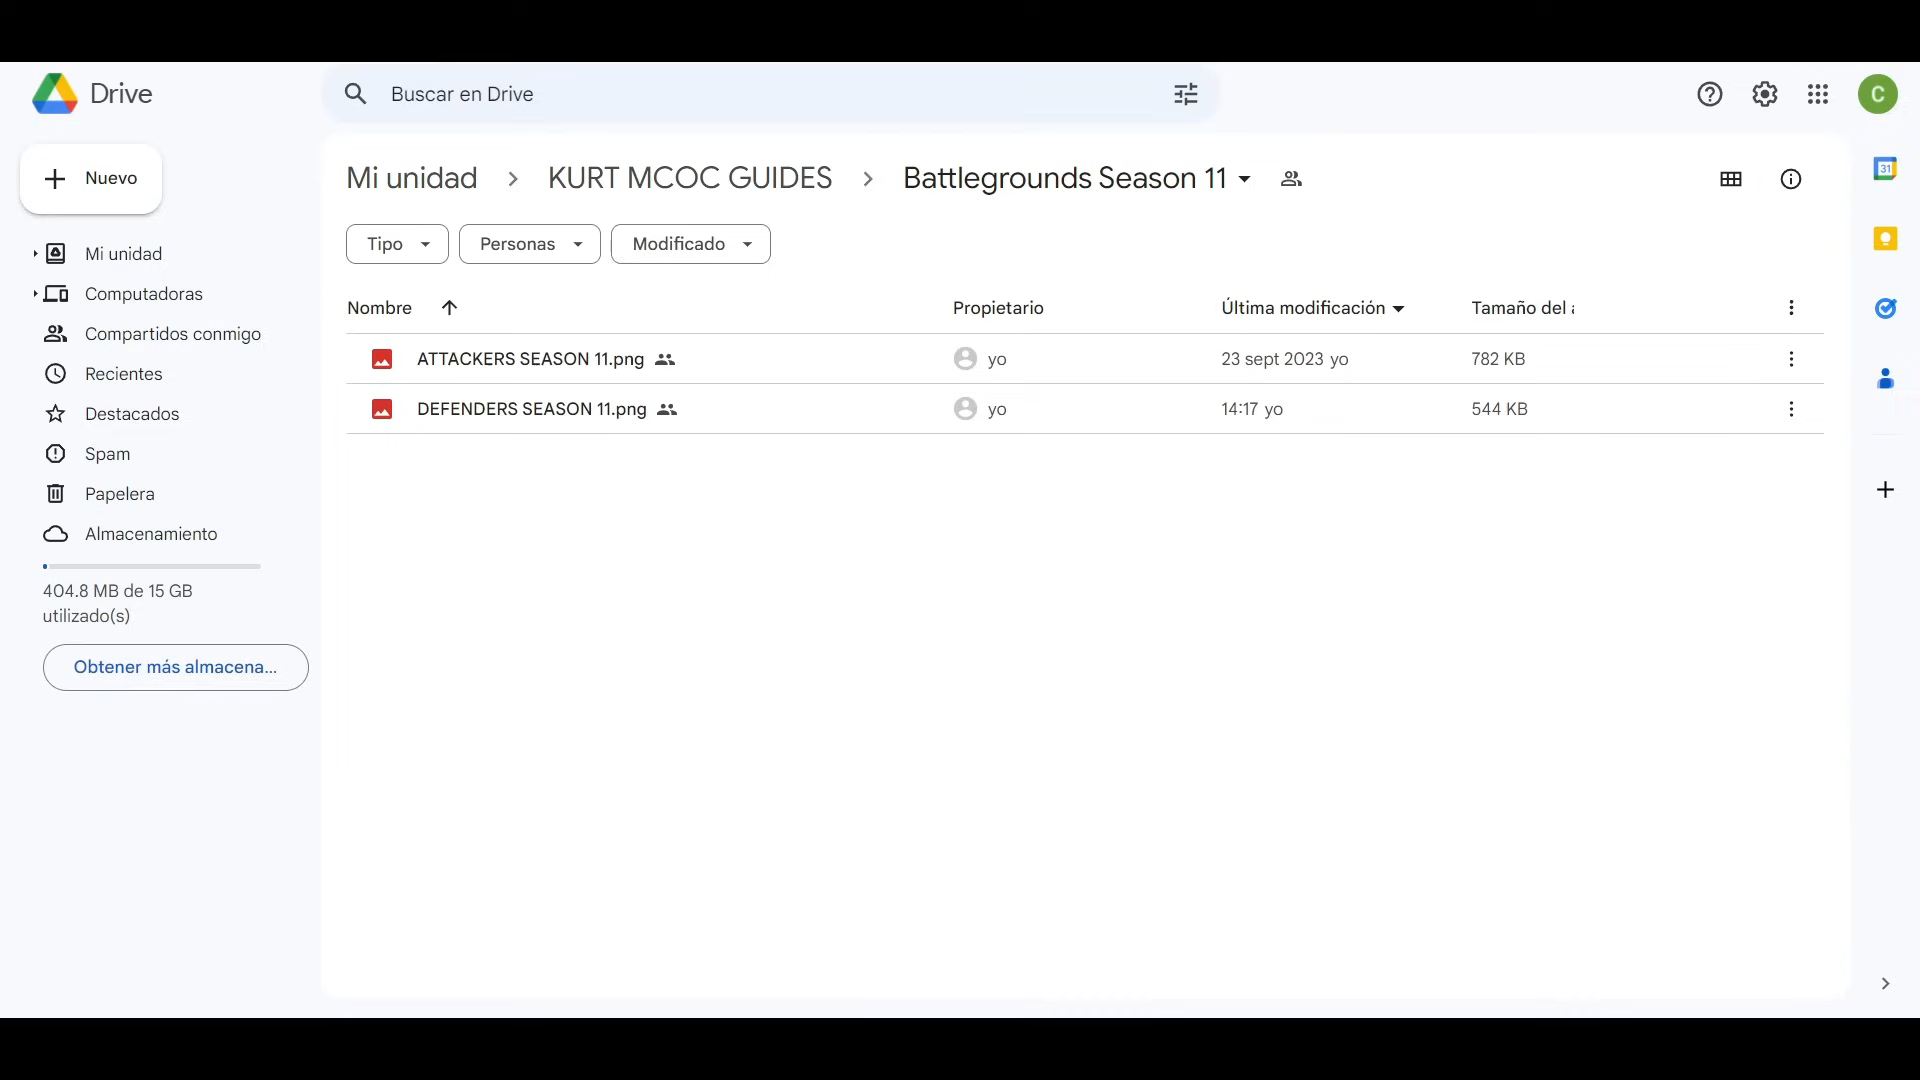 Drive
Buscar en Drive
C
Nuevo
Mi unidad
Computadoras
Compartidos conmigo
Recientes
Destacados
Spam
Papelera
Almacenamiento
404.8 MB de 15 GB
utilizado(s)
Obtener más almacena...
Mi unidad > KURT MCOC GUIDES > Battlegrounds Season 11
Tipo Personas Modificado
Nombre Propietario Última modificación Tamaño del
ATTACKERS SEASON 11.png yo 23 sept 2023 yo 782 KB
DEFENDERS SEASON 11.png yo 14:17 yo 544 KB
31